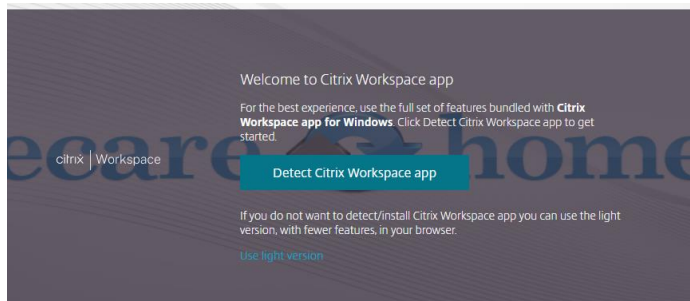 Welcome to Citrix Workspace app
For the best experience, use the full set of features bundled with Citrix
Workspace app for Windows. Click Detect Citrix Workspace app to get
started.
ecare home
citrix | Workspace
Detect Citrix Workspace app
If you do not want to detect/install Citrix Workspace app you can use the light
version, with fewer features, in your browser.
Use light version